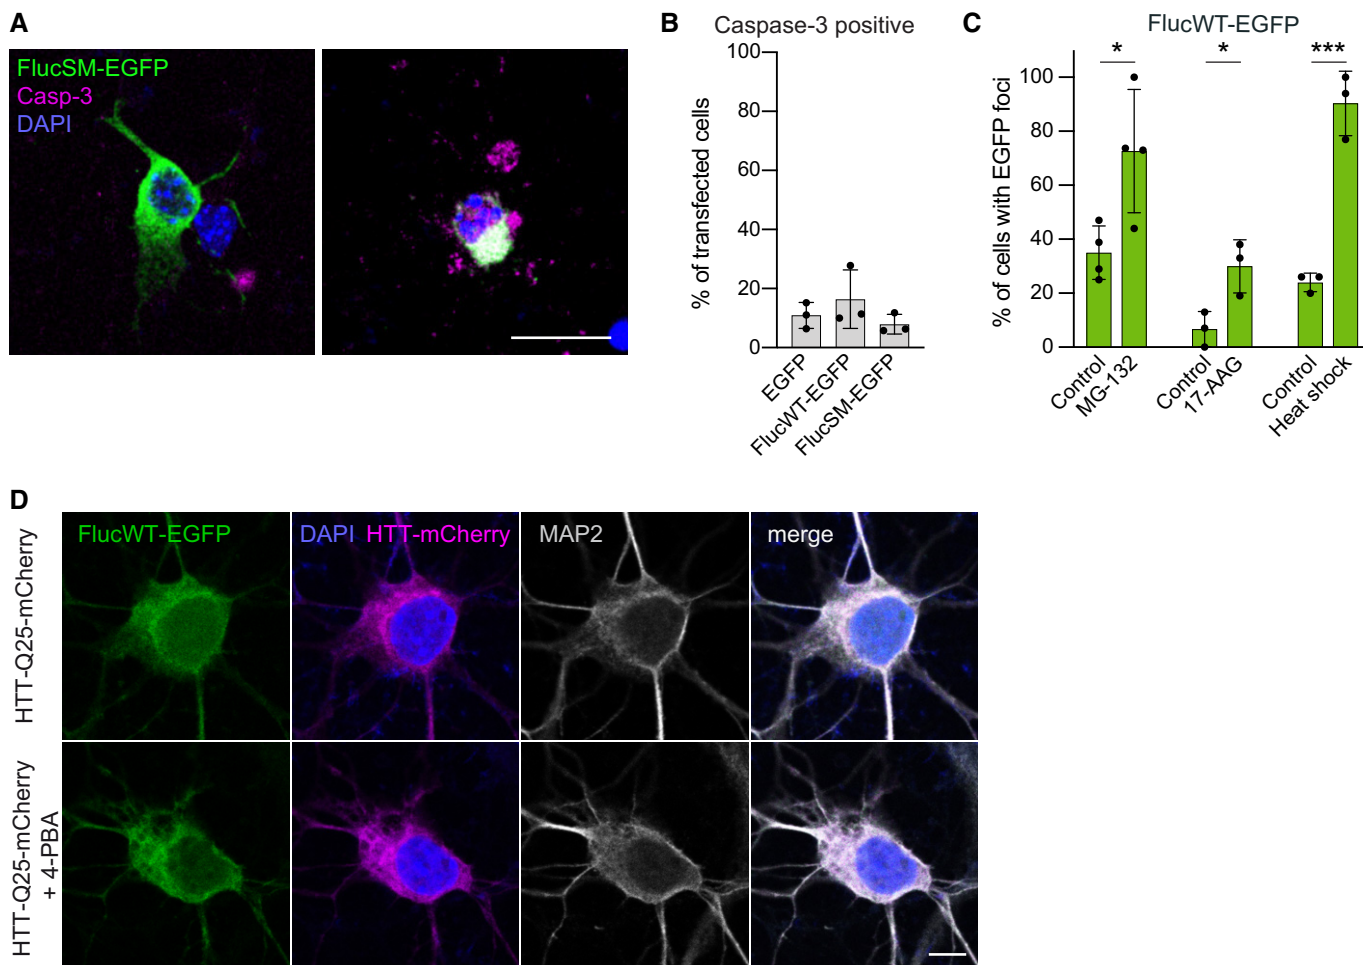 A
FlucSM-EGFP
Casp-3
DAPI
B
Caspase-3 positive
% of transfected cells
100
80
60
40
20
0
EGFP
FlucWT-EGFP
FlucSM-EGFP
C
FlucWT-EGFP
* * ***
% of cells with EGFP foci
100
80
60
40
20
0
Control
MG-132
Control
17-AAG
Control
Heat shock
D
FlucWT-EGFP
DAPI HTT-mCherry
MAP2
merge
HTT-Q25-mCherry
HTT-Q25-mCherry
+ 4-PBA